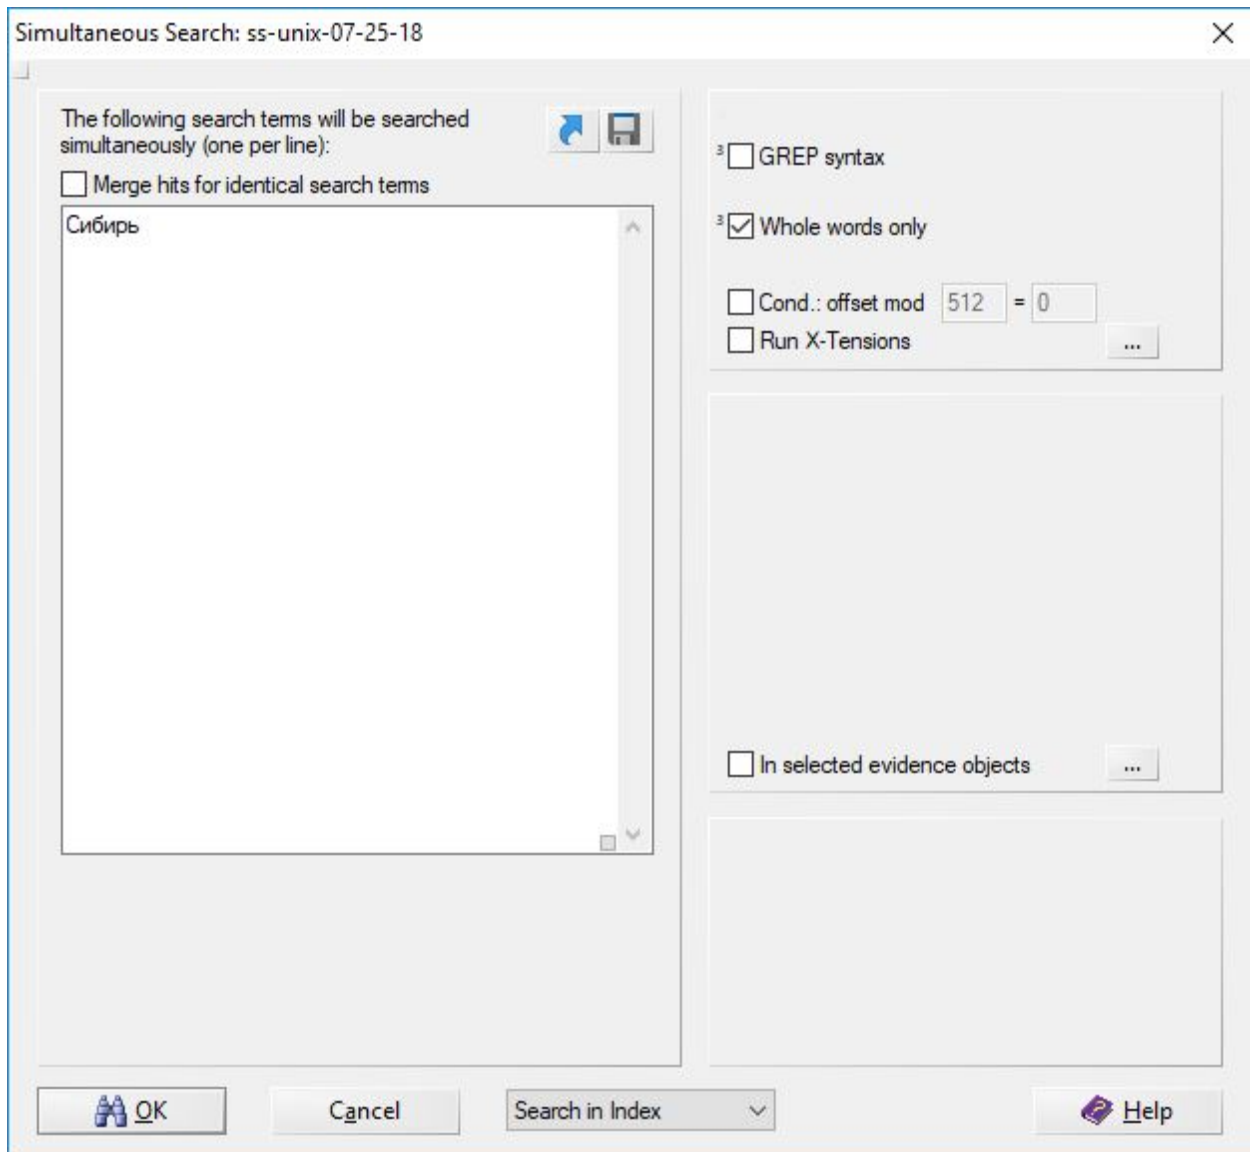 Simultaneous Search: ss-unix-07-25-18
The following search terms will be searched
simultaneously (one per line):
Merge hits for identical search terms
Сибирь
3 GREP syntax
3 Whole words only
Cond.: offset mod 512 = 0
Run X-Tensions ...
In selected evidence objects ...
OK Cancel Search in Index Help